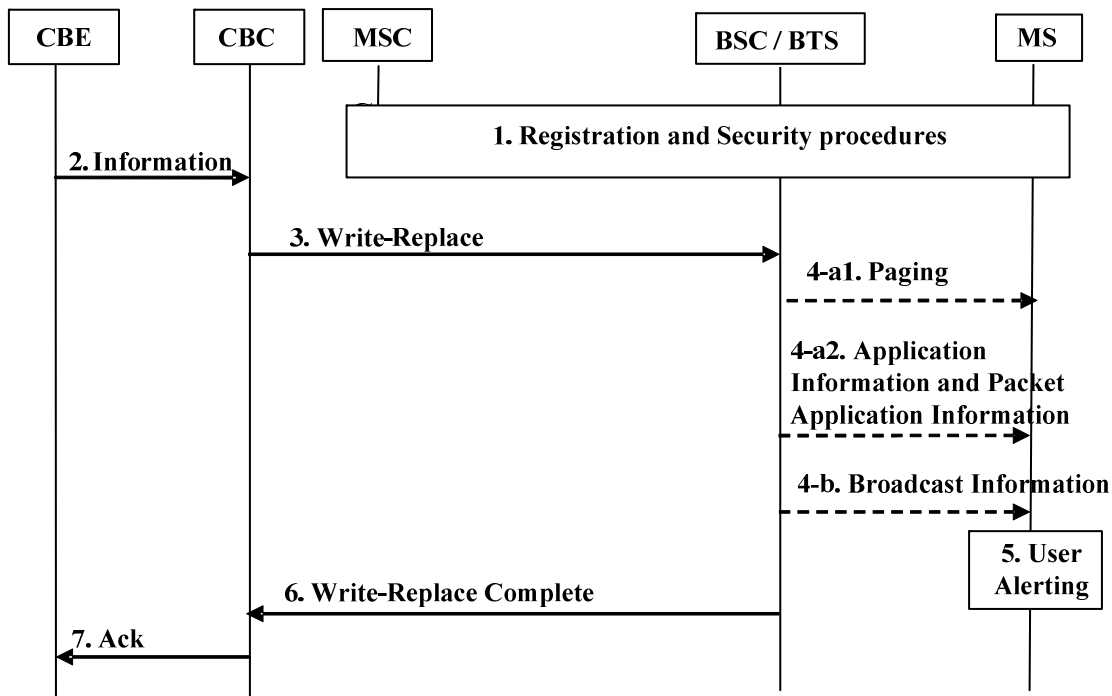 CBE
CBC
MSC
BSC / BTS
MS
1. Registration and Security procedures
2. Information
3. Write-Replace
4-a1. Paging
4-a2. Application
Information and Packet
Application Information
4-b. Broadcast Information
5. User
Alerting
6. Write-Replace Complete
7. Ack